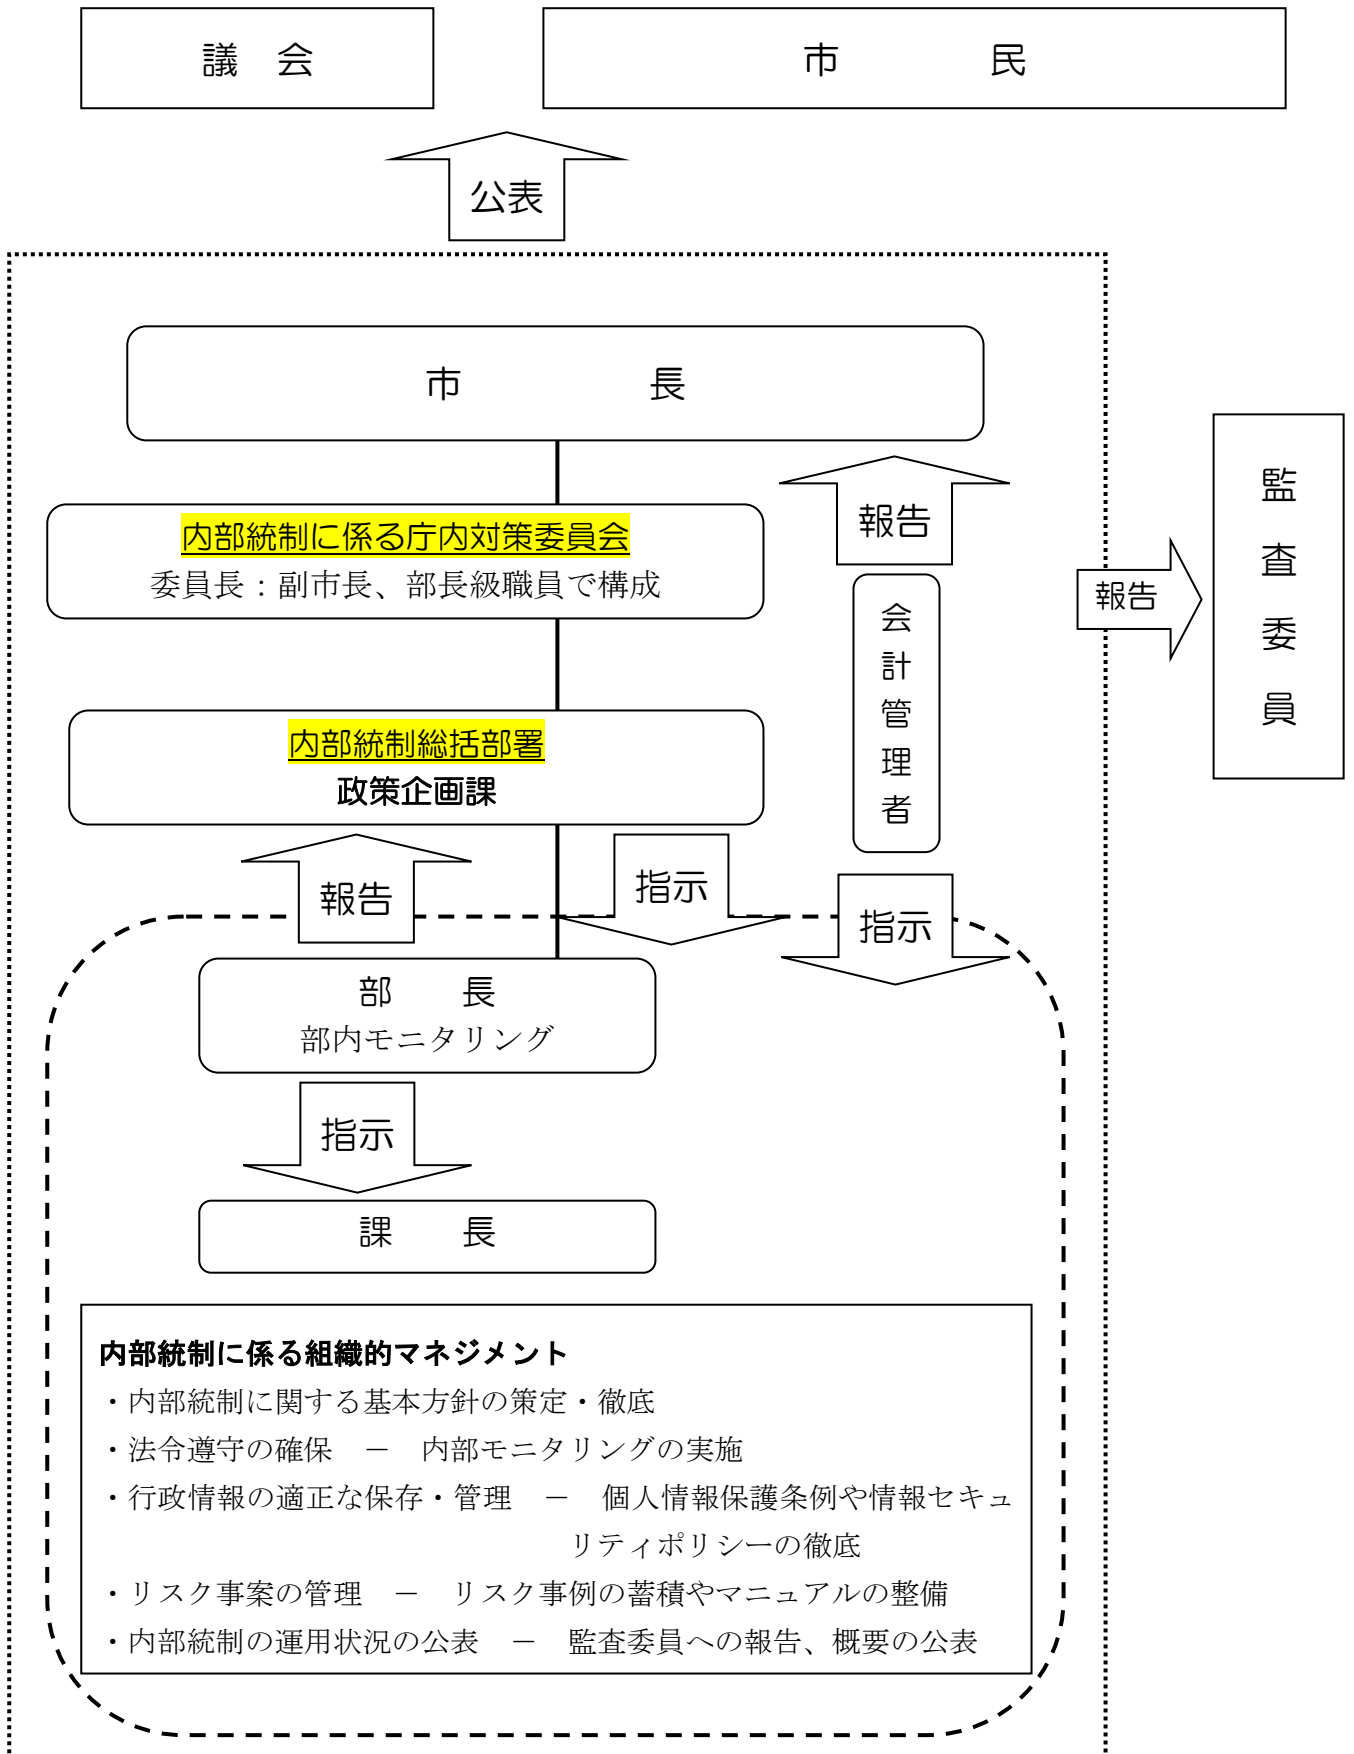 議　会
市　民
公表
市　長
内部統制に係る庁内対策委員会
委員長：副市長、部長級職員で構成
報告
会計管理者
報告
監査委員
内部統制総括部署
政策企画課
報告
指示
指示
部　長
部内モニタリング
指示
課　長
内部統制に係る組織的マネジメント
・内部統制に関する基本方針の策定・徹底
・法令遵守の確保　－　内部モニタリングの実施
・行政情報の適正な保存・管理　－　個人情報保護条例や情報セキュ
リティポリシーの徹底
・リスク事案の管理　－　リスク事例の蓄積やマニュアルの整備
・内部統制の運用状況の公表　－　監査委員への報告、概要の公表